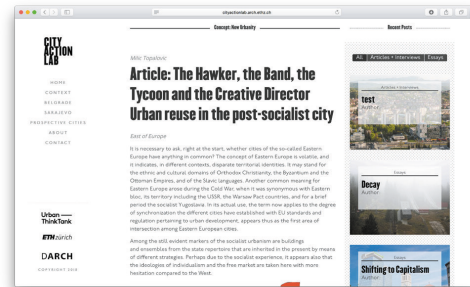 cityactionlab.arch.ethz.ch
Concept: New Urbanity
Recent Posts
CITY
ACTION
LAB
HOME
CONTEXT
BELGRADE
SARAJEVO
PROSPECTIVE CITIES
ABOUT
CONTACT
Urban —
ThinkTank
ETH zürich
DARCH
COPYRIGHT 2018
Milic Topalovic
Article: The Hawker, the Band, the
Tycoon and the Creative Director
Urban reuse in the post-socialist city
East of Europe
It is necessary to ask, right at the start, whether cities of the so-called Eastern
Europe have anything in common? The concept of Eastern Europe is volatile, and
it indicates, in different contexts, disparate territorial identities. It may stand for
the ethnic and cultural domains of Orthodox Christianity, the Byzantium and the
Ottoman Empires, and of the Slavic languages. Another common meaning for
Eastern Europe arose during the Cold War, when it was synonymous with Eastern
bloc, its territory including the USSR, the Warsaw Pact countries, and for a brief
period the socialist Yugoslavia. In its actual use, the term now applies to the degree
of synchronisation the different cities have established with EU standards and
regulation pertaining to urban development, appears thus as the first area of
intersection among Eastern European cities.
Among the still evident markers of the socialist urbanism are buildings
and ensembles from the state repertoire that are inherited in the present by means
of different strategies. Perhaps due to the socialist experience, it appears also that
the ideologies of individualism and the free market are taken here with more
hesitation compared to the West.
All | Articles + Interviews | Essays
Articles + Interviews
test
Author
Essays
Decay
Author
Essays
Shifting to Capitalism
Author